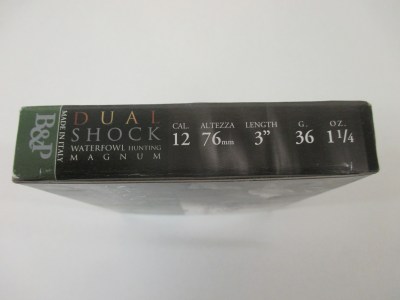 B&P
MADE IN ITALY
DUAL
SHOCK
WATERFOWL HUNTING
MAGNUM
CAL. ALTEZZA LENGTH G. OZ.
12 76mm 3” 36 1 1/4